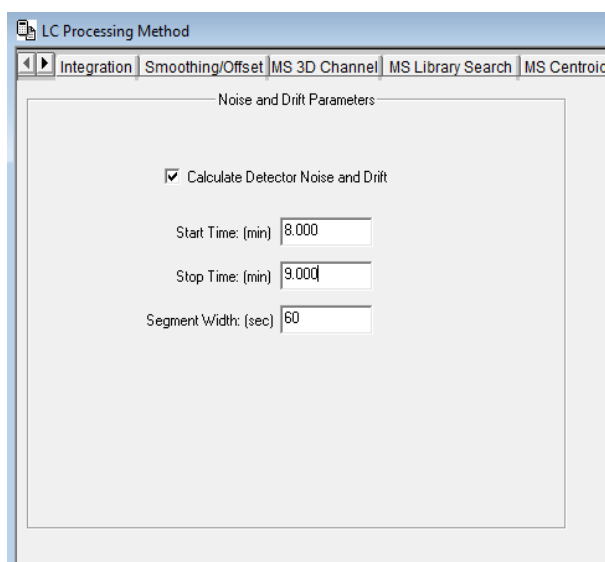 LC Processing Method
Integration Smoothing/Offset MS 3D Channel MS Library Search MS Centroid
Noise and Drift Parameters
Calculate Detector Noise and Drift
Start Time: (min) 8.000
Stop Time: (min) 9.000
Segment Width: (sec) 60